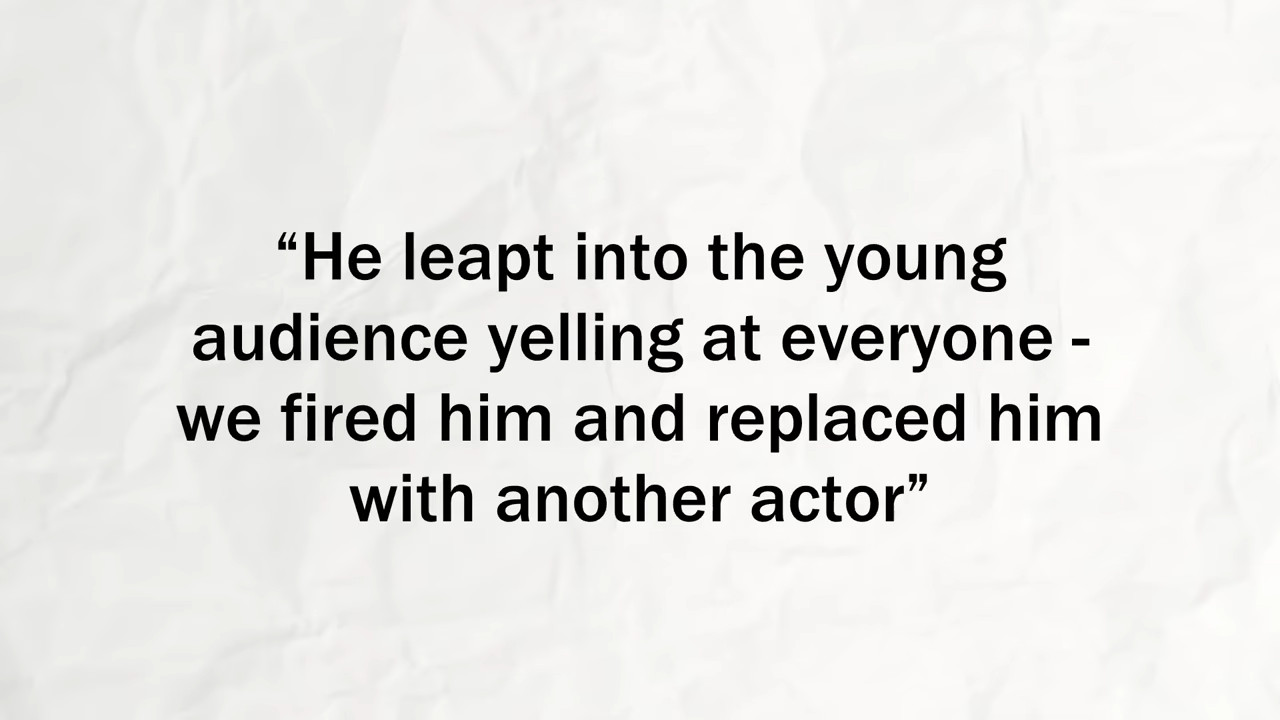 “He leapt into the young
audience yelling at everyone -
we fired him and replaced him
with another actor”